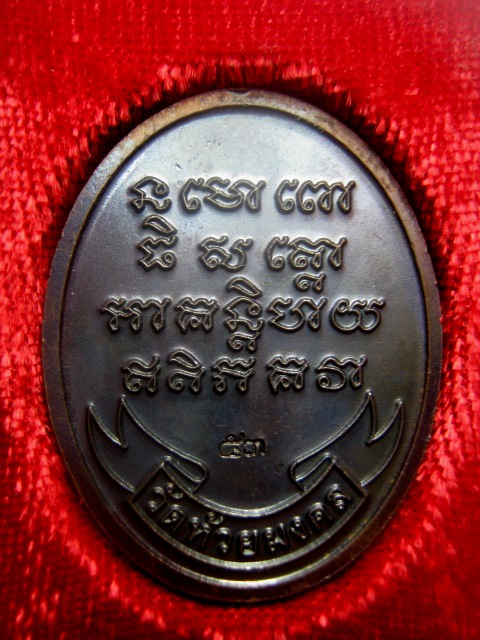 ន មោ ពោ
ធិ ស ត្តោ
អា គ ន្តិ មា យ
ឥ តិ ភ គ វា
๕๓
วัดห้วยมงคล